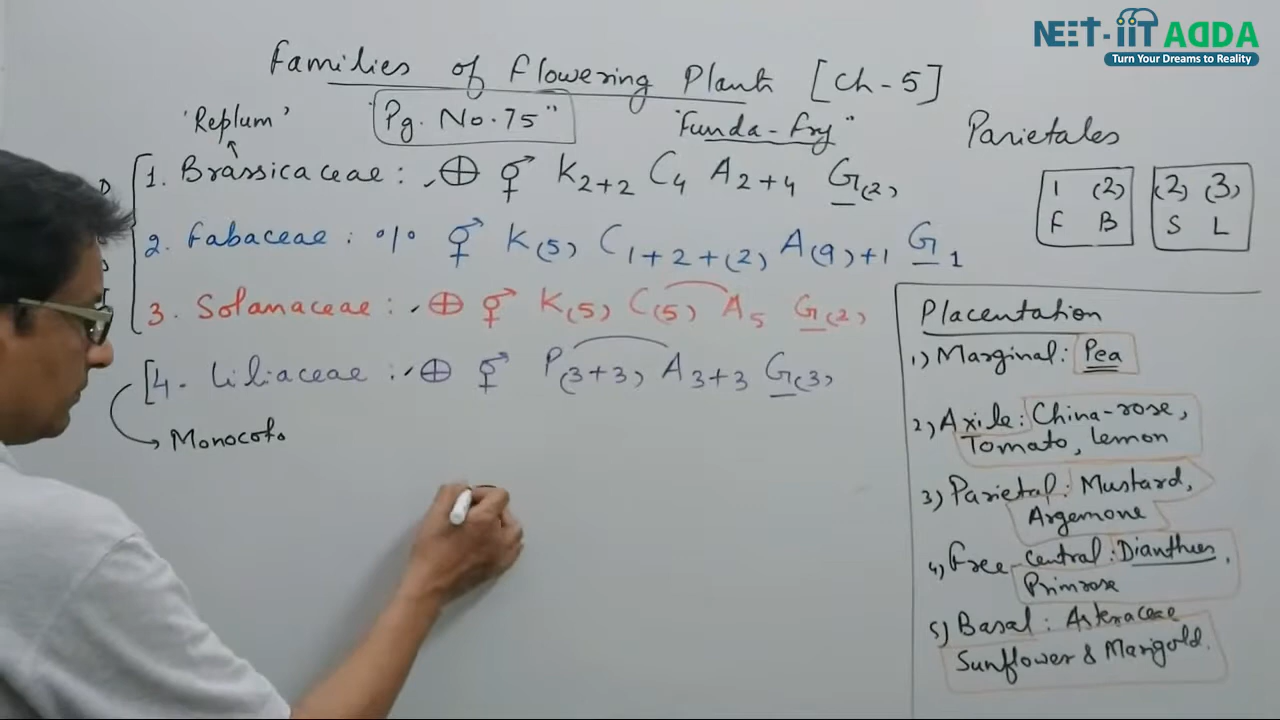 NEET-iiT ADDA
Turn Your Dreams to Reality
Families of Flowering Plants [Ch-5]
'Replum' "Pg. No.75" "Funda-Fry"
1. Brassicaceae : ⊕ ⚥ K2+2 C4 A2+4 G(2)
2. Fabaceae : % ⚥ K(5) C1+2+(2) A(9)+1 G1
3. Solanaceae : ⊕ ⚥ K(5) C(5) A5 G(2)
[4. Liliaceae : ⊕ ⚥ P(3+3) A3+3 G(3)
Monocoto
Parietales
1 (2) (2) (3)
F B S L
Placentation
1) Marginal: Pea
2) Axile: China-rose,
Tomato, Lemon
3) Parietal: Mustard,
Argemone
4) Free-central: Dianthus,
Primrose
5) Basal: Asteraceae
Sunflower & Marigold.